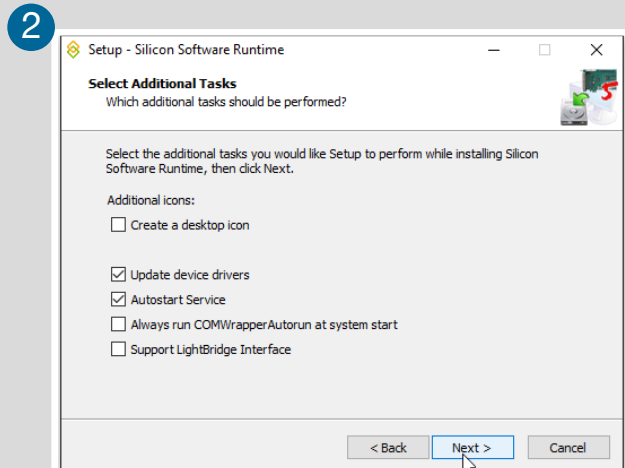 2
Setup - Silicon Software Runtime
Select Additional Tasks
Which additional tasks should be performed?
Select the additional tasks you would like Setup to perform while installing Silicon
Software Runtime, then click Next.
Additional icons:
Create a desktop icon
Update device drivers
Autostart Service
Always run COMWrapperAutorun at system start
Support LightBridge Interface
< Back Next > Cancel